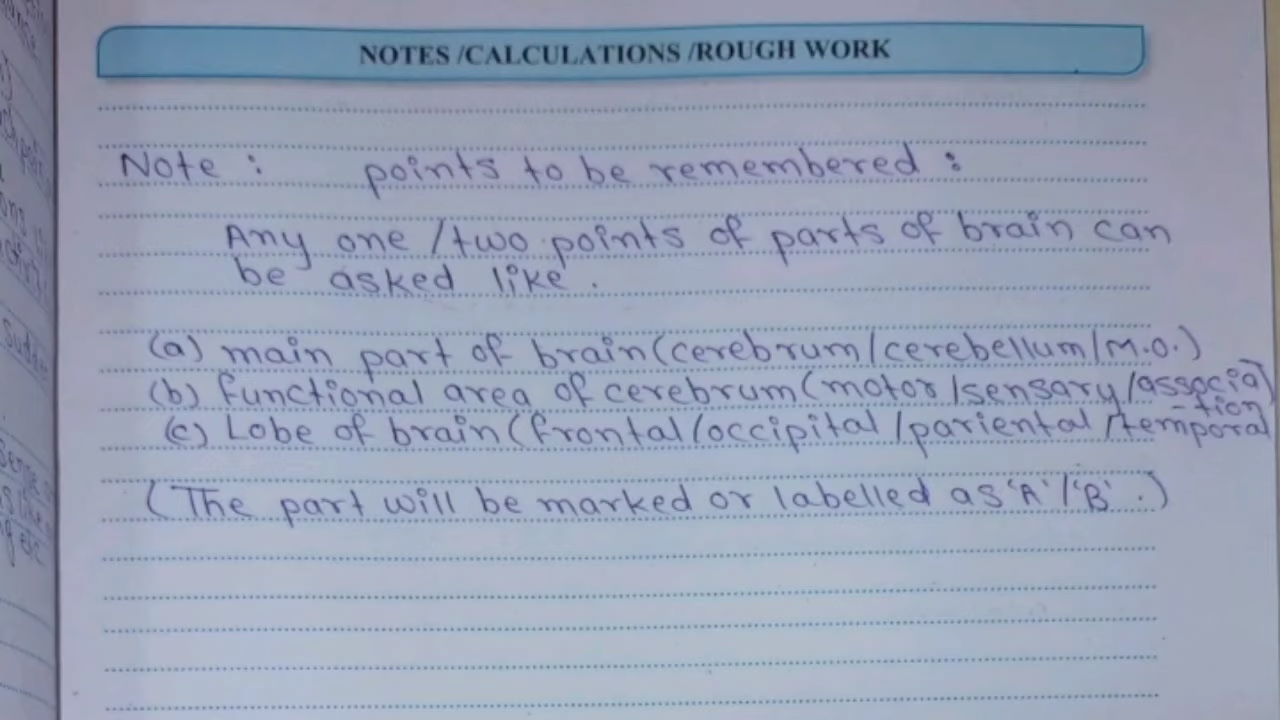 NOTES /CALCULATIONS /ROUGH WORK
Note : points to be remembered :
Any one /two points of parts of brain can
be asked like .
(a) main part of brain (cerebrum/cerebellum/M.O.)
(b) functional area of cerebrum (motor/sensary/associa
-tion)
(c) Lobe of brain (frontal/occipital/pariental/temporal
(The part will be marked or labelled as 'A'/'B'.)